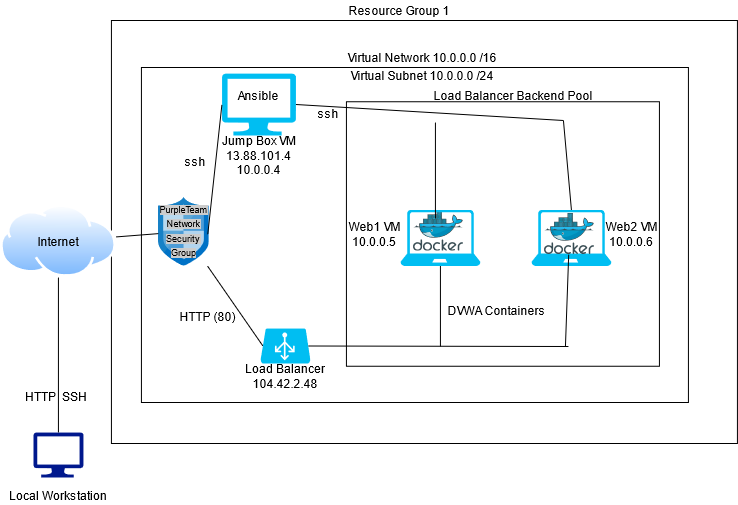 Resource Group 1
Virtual Network 10.0.0.0 /16
Virtual Subnet 10.0.0.0 /24
Load Balancer Backend Pool
Ansible
ssh
Jump Box VM
13.88.101.4
10.0.0.4
ssh
PurpleTeam
Network
Security
Group
Internet
Web1 VM
10.0.0.5
docker
docker
Web2 VM
10.0.0.6
HTTP (80)
DVWA Containers
Load Balancer
104.42.2.48
HTTP SSH
Local Workstation